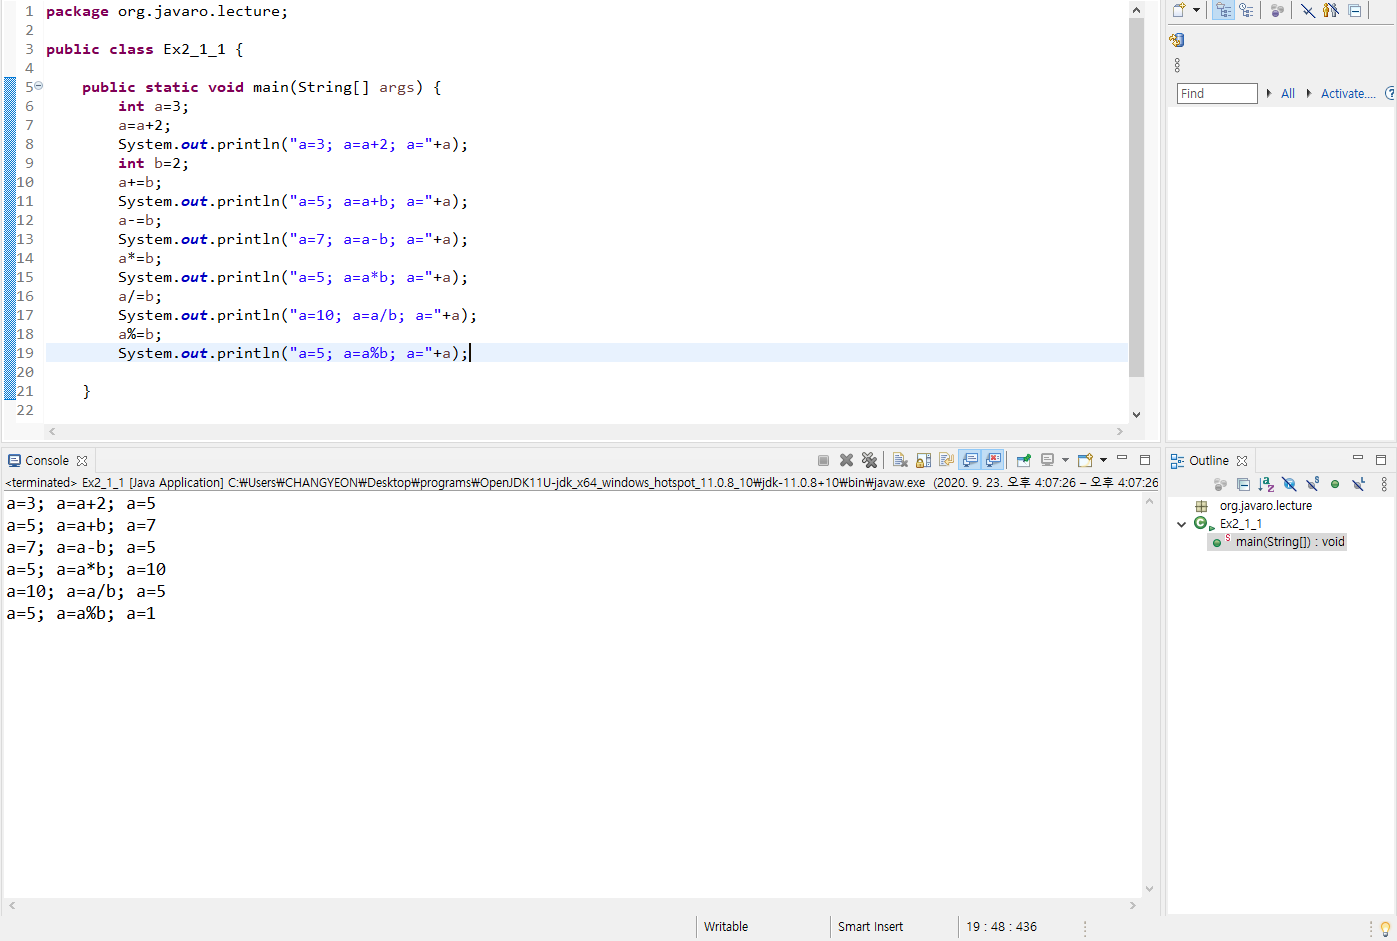 1 package org.javaro.lecture;
2
3 public class Ex2_1_1 {
4
5 public static void main(String[] args) {
6 int a=3;
7 a=a+2;
8 System.out.println("a=3; a=a+2; a="+a);
9 int b=2;
10 a+=b;
11 System.out.println("a=5; a=a+b; a="+a);
12 a-=b;
13 System.out.println("a=7; a=a-b; a="+a);
14 a*=b;
15 System.out.println("a=5; a=a*b; a="+a);
16 a/=b;
17 System.out.println("a=10; a=a/b; a="+a);
18 a%=b;
19 System.out.println("a=5; a=a%b; a="+a);
20
21 }
22
Find All Activate...
Console
<terminated> Ex2_1_1 [Java Application] C:₩Users₩CHANGYEON₩Desktop₩programs₩OpenJDK11U-jdk_x64_windows_hotspot_11.0.8_10₩jdk-11.0.8+10₩bin₩javaw.exe (2020. 9. 23. 오후 4:07:26 – 오후 4:07:26
a=3; a=a+2; a=5
a=5; a=a+b; a=7
a=7; a=a-b; a=5
a=5; a=a*b; a=10
a=10; a=a/b; a=5
a=5; a=a%b; a=1
Outline
org.javaro.lecture
Ex2_1_1
main(String[]) : void
Writable Smart Insert 19 : 48 : 436